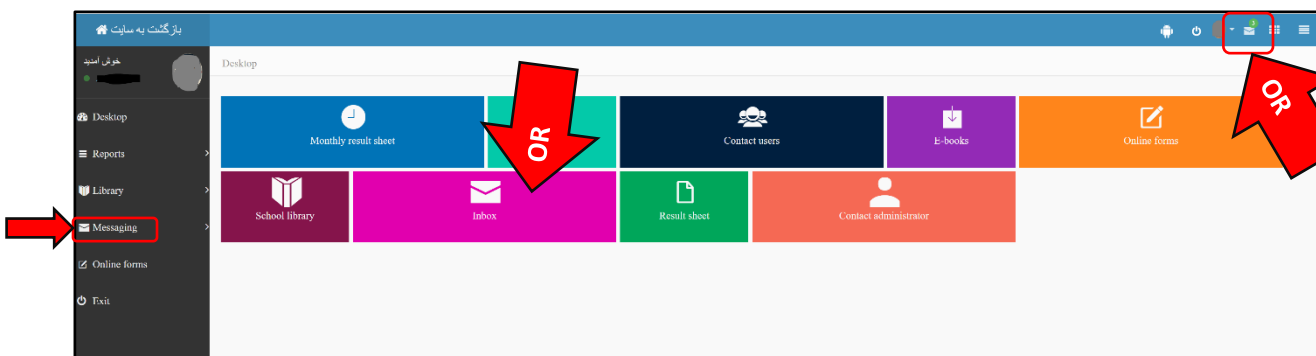 بازگشت به سایت
3
خوش آمدید
Desktop
Desktop
Reports
Library
Messaging
Online forms
Exit
Monthly result sheet
Contact users
E-books
Online forms
School library
Inbox
Result sheet
Contact administrator
OR
OR